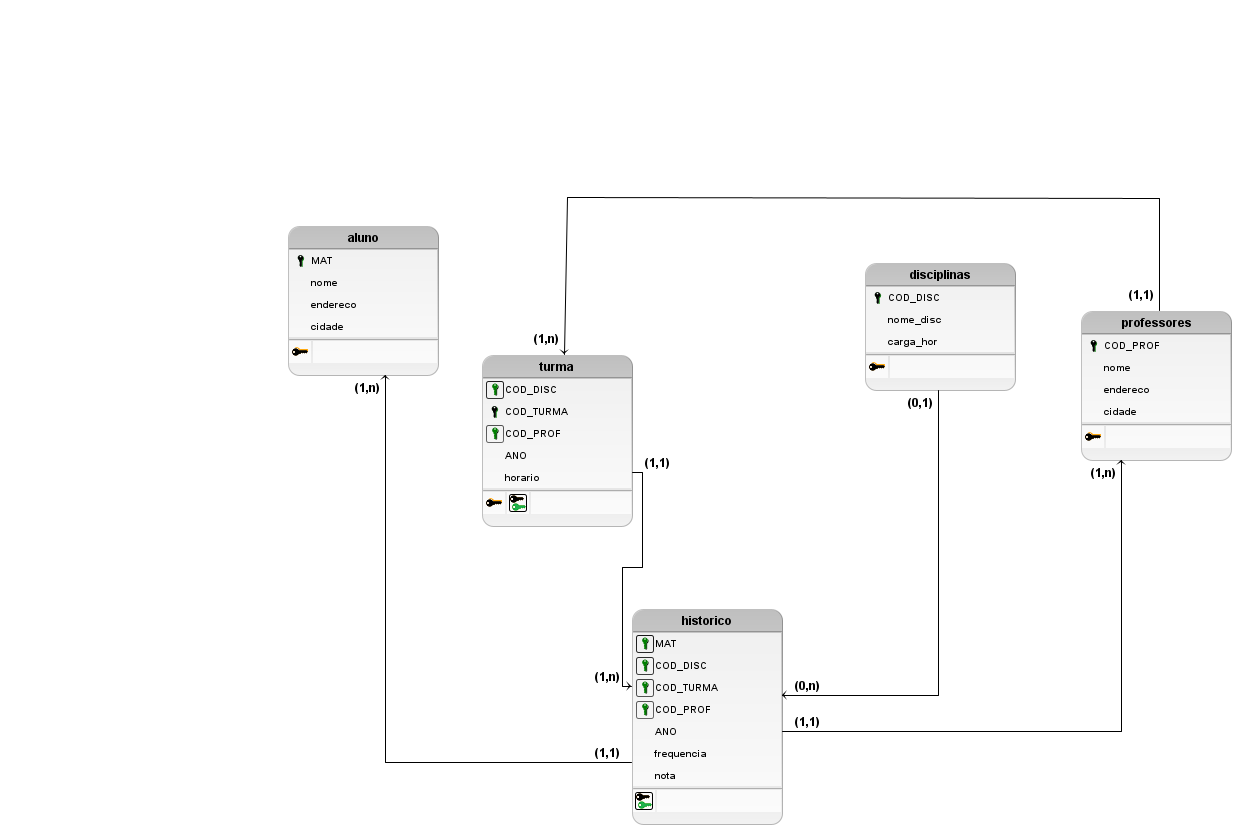 aluno
MAT
nome
endereco
cidade
(1,n)
(1,n)
turma
COD_DISC
COD_TURMA
COD_PROF
ANO
horario
(1,1)
disciplinas
COD_DISC
nome_disc
carga_hor
(0,1)
(1,1)
professores
COD_PROF
nome
endereco
cidade
(1,n)
historico
MAT
COD_DISC
COD_TURMA
COD_PROF
ANO
frequencia
nota
(1,n)
(1,1)
(0,n)
(1,1)